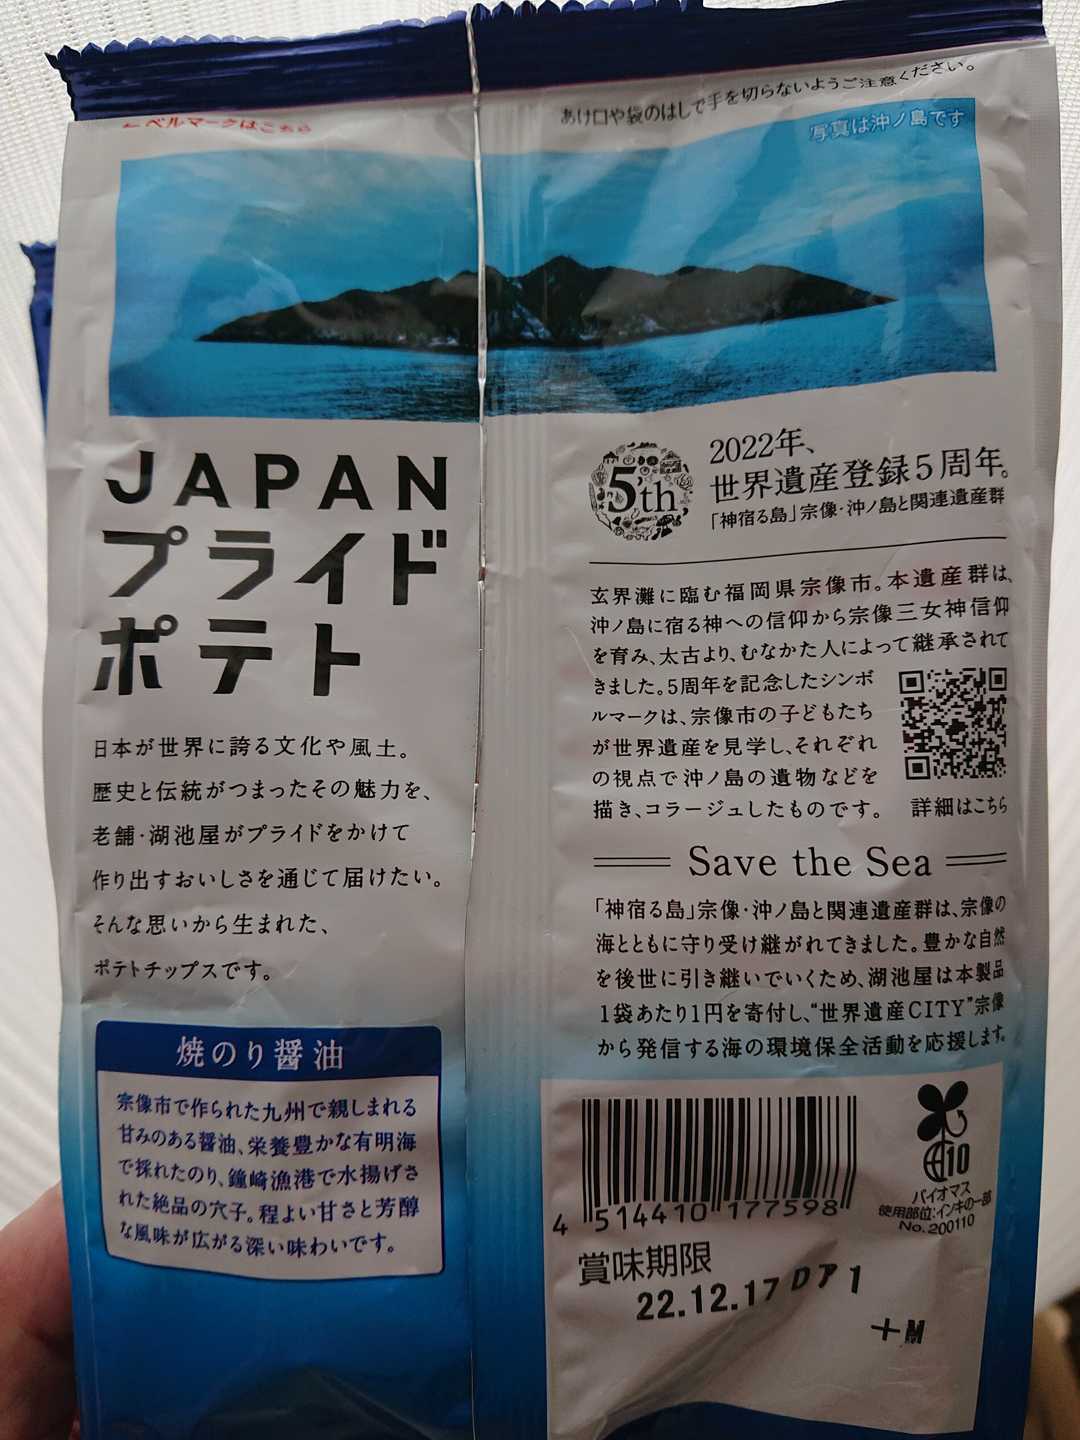 ←ベルマークはこちら
あけ口や袋のはしで手を切らないようご注意ください。
写真は沖ノ島です
JAPAN
プライド
ポテト
日本が世界に誇る文化や風土。
歴史と伝統がつまったその魅力を、
老舗・湖池屋がプライドをかけて
作り出すおいしさを通じて届けたい。
そんな思いから生まれた、
ポテトチップスです。
焼のり醤油
宗像市で作られた九州で親しまれる
甘みのある醤油、栄養豊かな有明海
で採れたのり、鐘崎漁港で水揚げさ
れた絶品の穴子。程よい甘さと芳醇
な風味が広がる深い味わいです。
5th
2022年、
世界遺産登録5周年。
「神宿る島」宗像・沖ノ島と関連遺産群
玄界灘に臨む福岡県宗像市。本遺産群は、
沖ノ島に宿る神への信仰から宗像三女神信仰
を育み、太古より、むなかた人によって継承されて
きました。5周年を記念したシンボ
ルマークは、宗像市の子どもたち
が世界遺産を見学し、それぞれ
の視点で沖ノ島の遺物などを
描き、コラージュしたものです。
詳細はこちら
Save the Sea
「神宿る島」宗像・沖ノ島と関連遺産群は、宗像の
海とともに守り受け継がれてきました。豊かな自然
を後世に引き継いでいくため、湖池屋は本製品
1袋あたり1円を寄付し、“世界遺産CITY”宗像
から発信する海の環境保全活動を応援します。
4 514410 177598
10
バイオマス
使用部位:インキの一部
No.200110
賞味期限
22.12.17 Dア1
+M